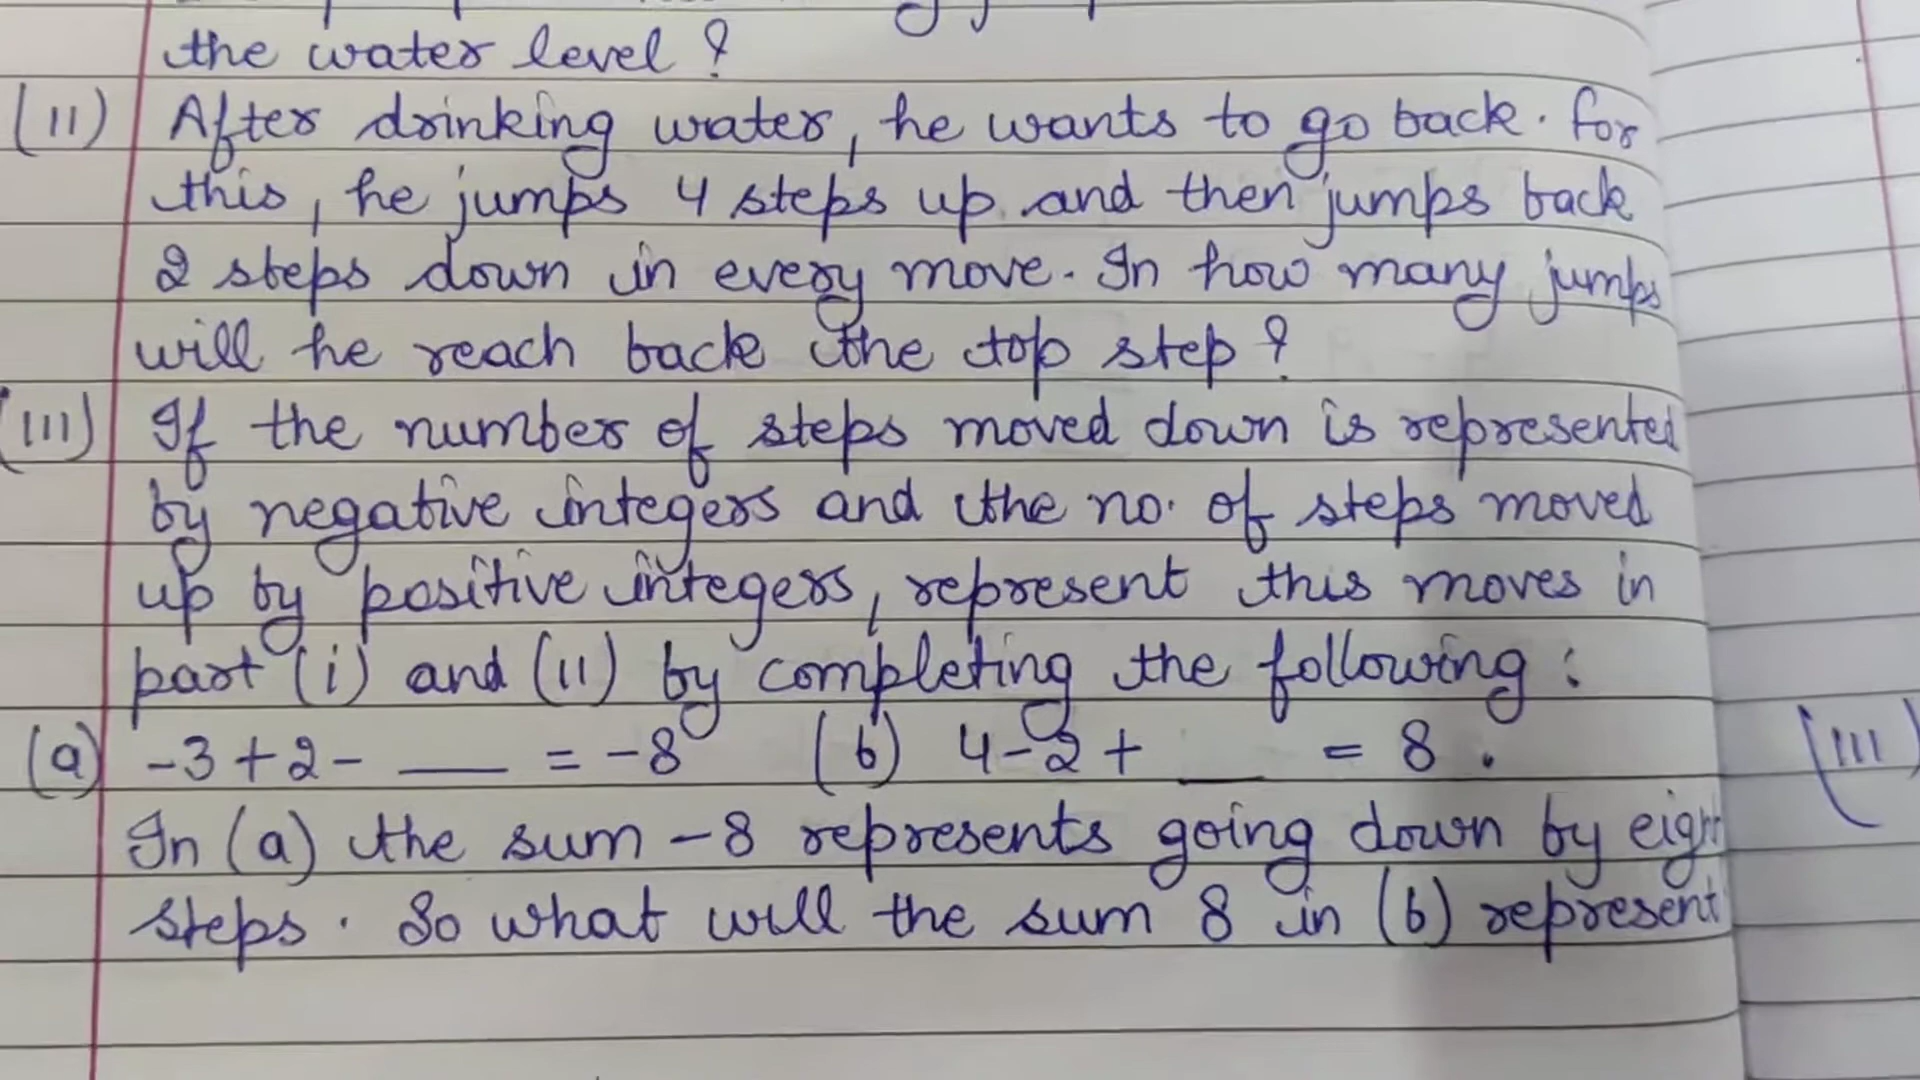 the water level ?
(11) After drinking water, he wants to go back. for
this, he jumps 4 steps up and then jumps back
2 steps down in every move. In how many jumps
will he reach back the top step ?
(111) If the number of steps moved down is represented
by negative integers and the no. of steps moved
up by positive integers, represent this moves in
part (i) and (11) by completing the following :
(a) -3+2- ___ = -8 (b) 4-2+ ___ = 8 .
In (a) the sum -8 represents going down by eight
steps. So what will the sum 8 in (b) represent
(111)